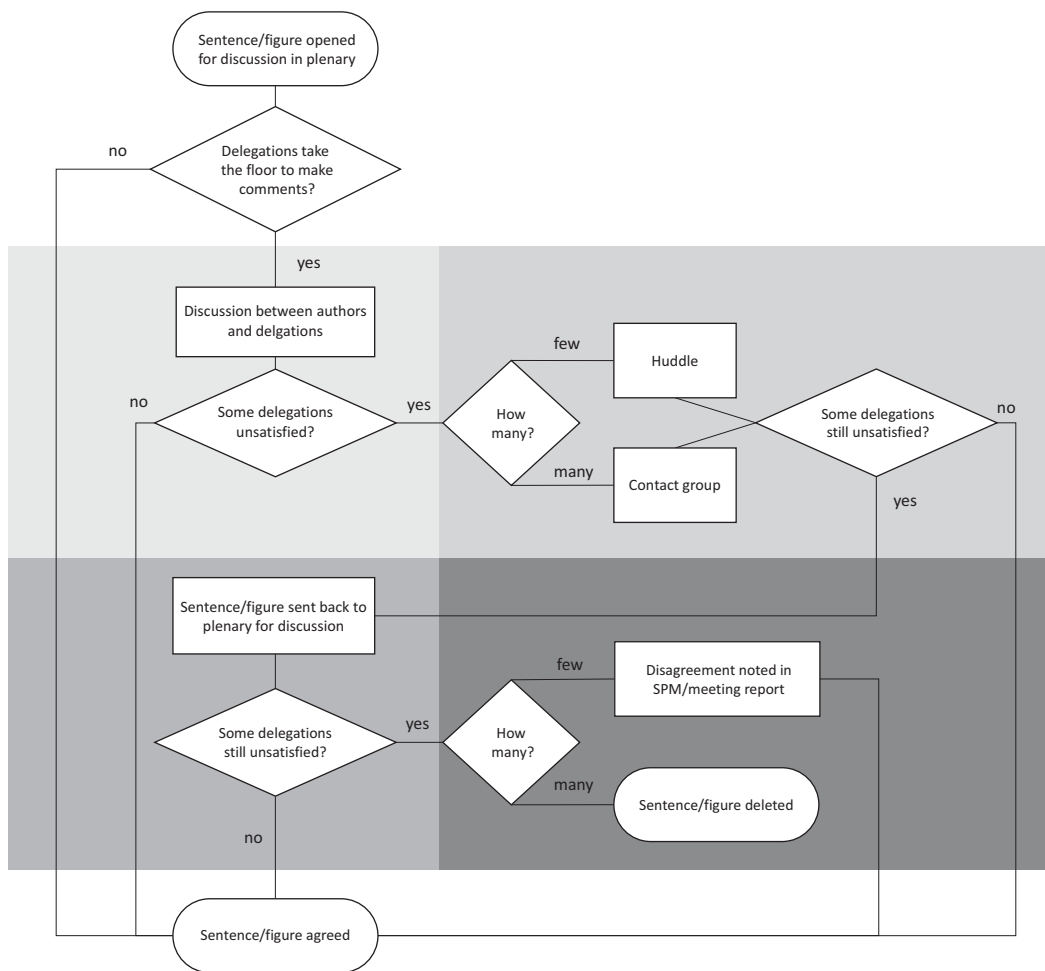 Sentence/figure opened
for discussion in plenary
no
Delegations take
the floor to make
comments?
yes
Discussion between authors
and delgations
few
Huddle
no
Some delegations
unsatisfied?
yes
How
many?
Some delegations
still unsatisfied?
no
many
Contact group
yes
Sentence/figure sent back to
plenary for discussion
few
Disagreement noted in
SPM/meeting report
Some delegations
still unsatisfied?
yes
How
many?
many
Sentence/figure deleted
no
Sentence/figure agreed